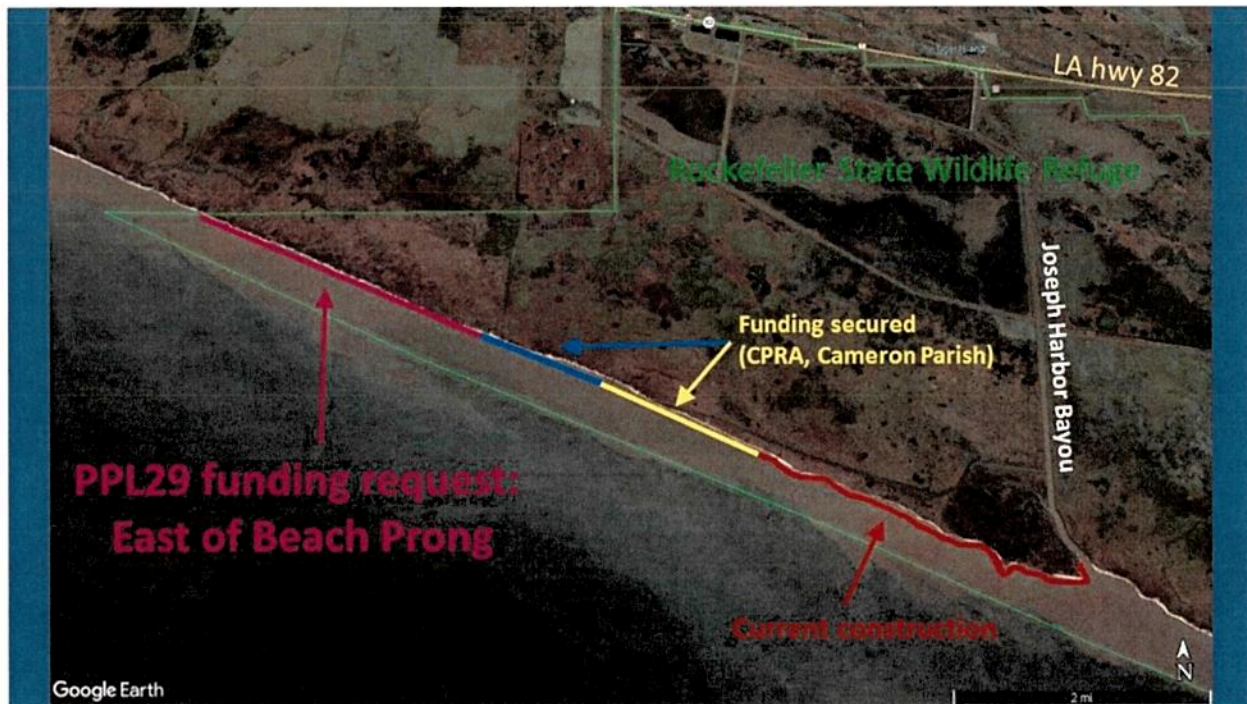 LA hwy 82
Rockefeller State Wildlife Refuge
Joseph Harbor Bayou
Funding secured
(CPRA, Cameron Parish)
PPL29 funding request:
East of Beach Prong
Current construction
N
Google Earth
2 mi